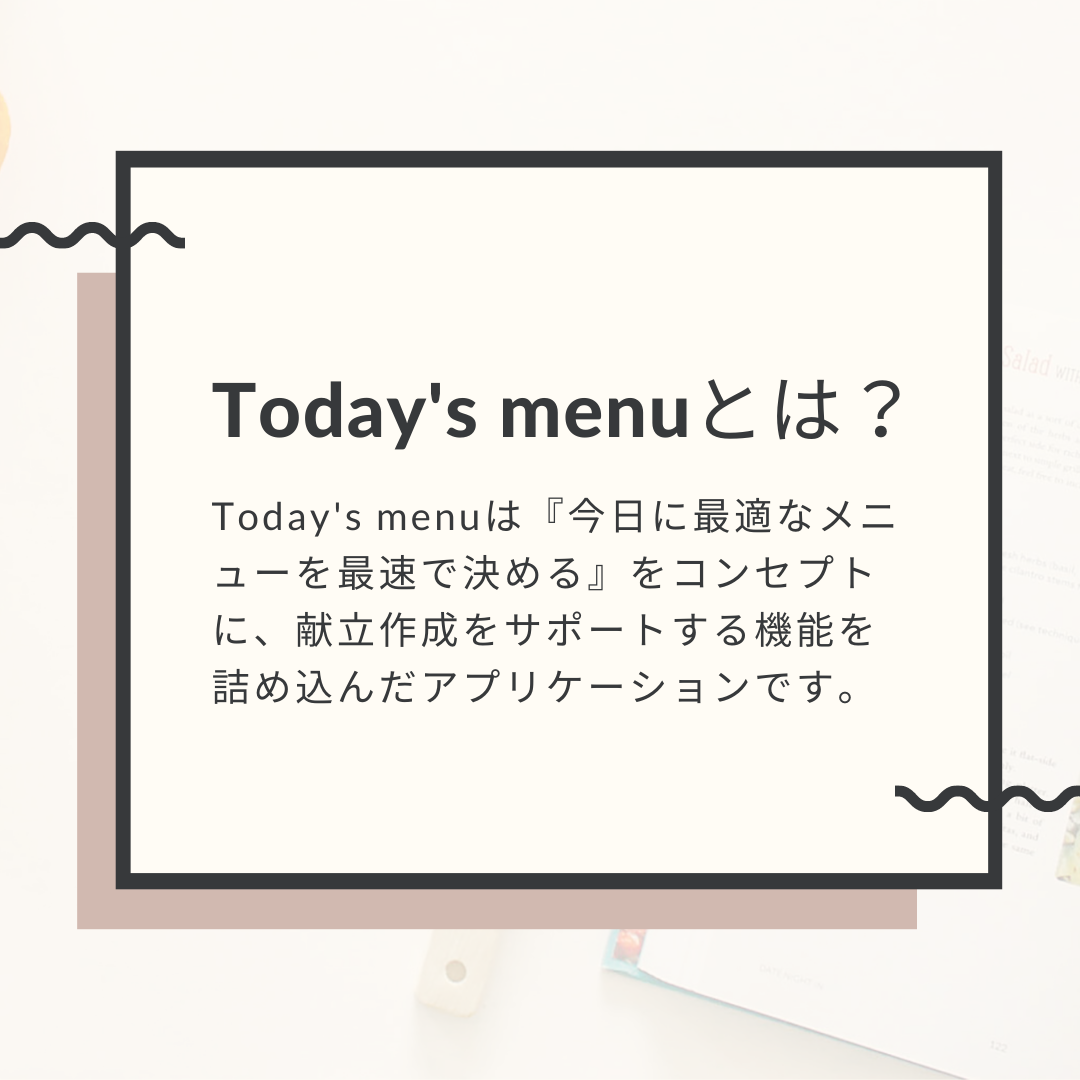 Today's menuとは？
Today's menuは『今日に最適なメニ
ューを最速で決める』をコンセプト
に、献立作成をサポートする機能を
詰め込んだアプリケーションです。
Salad with
122